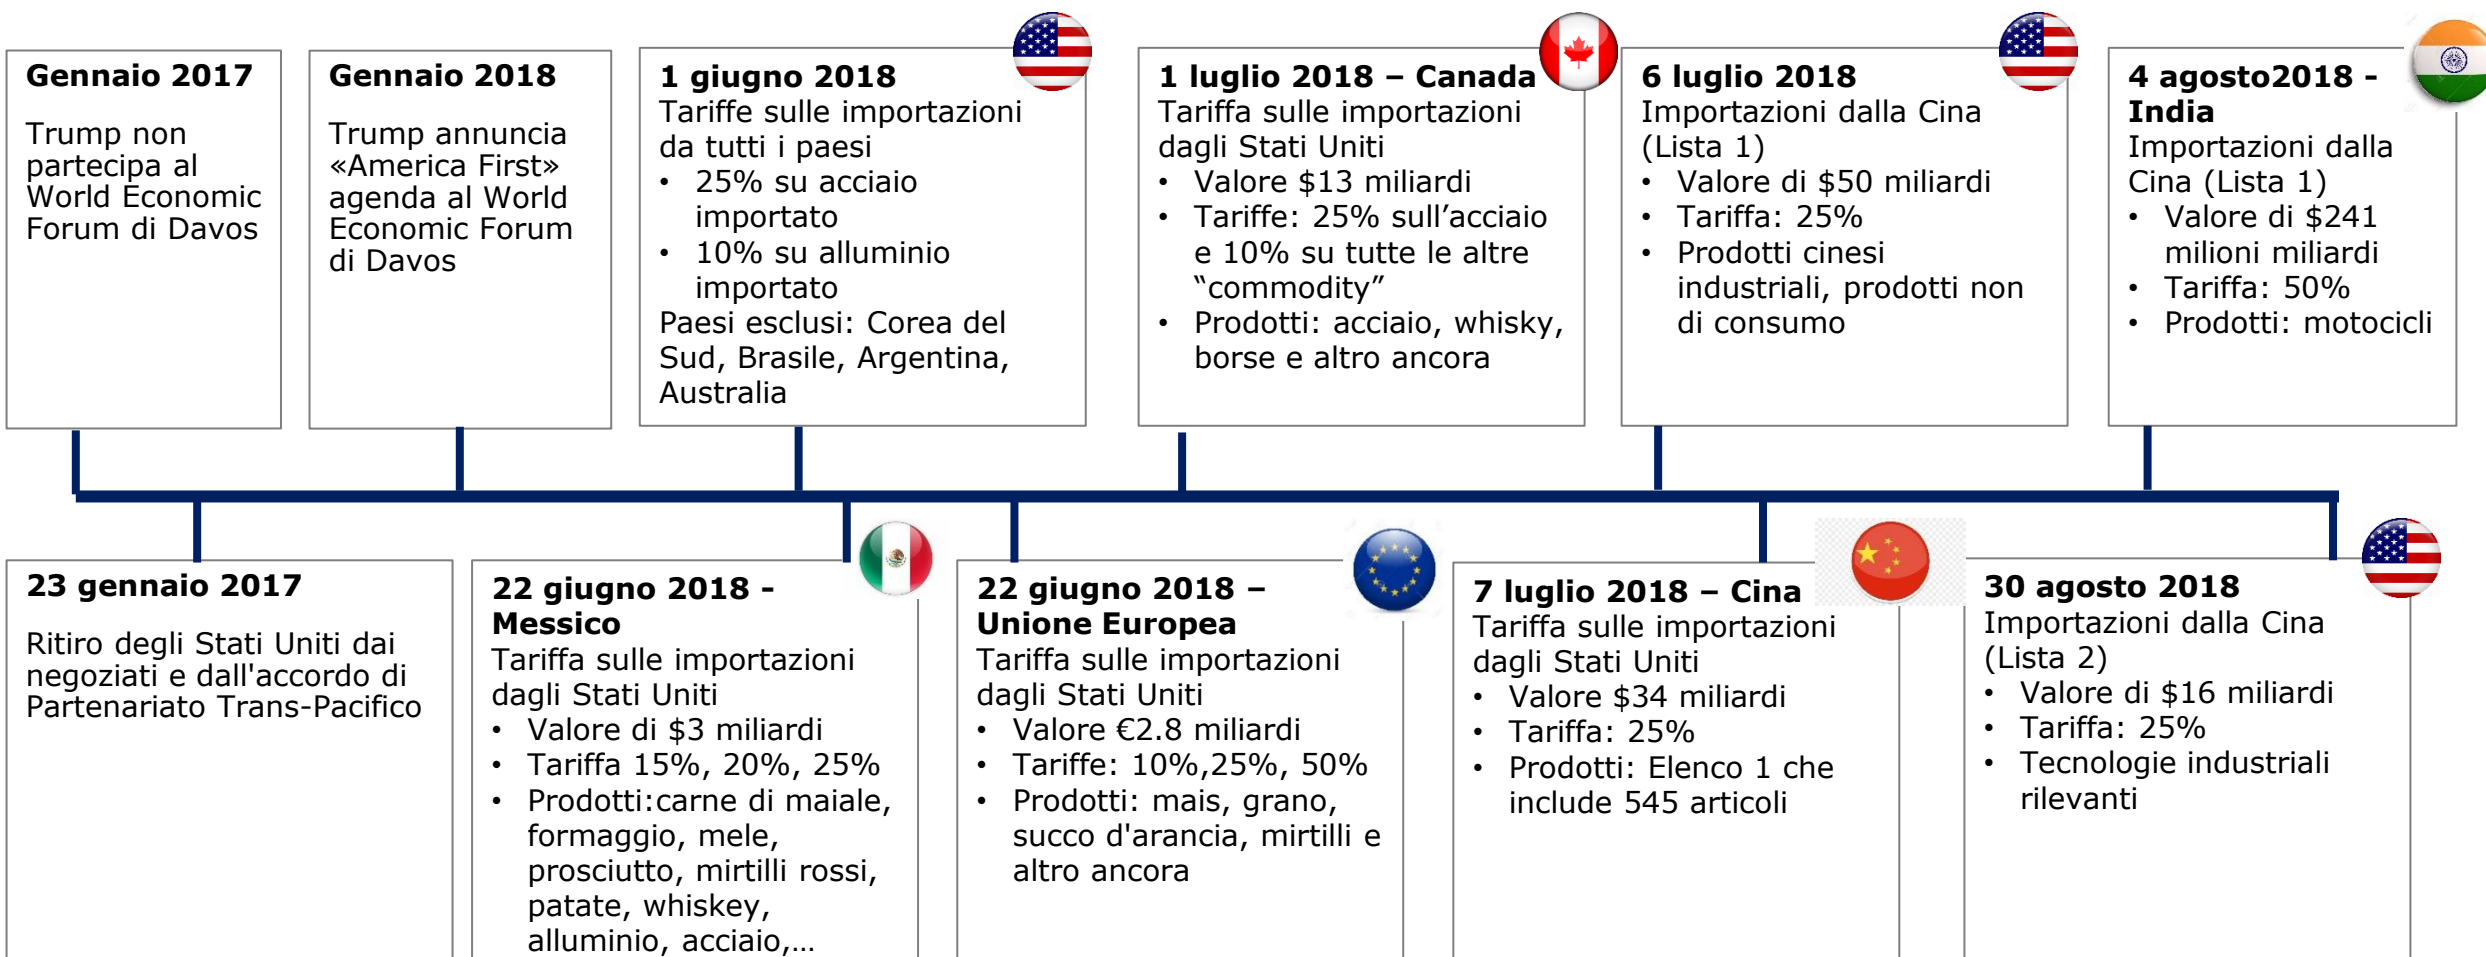 Gennaio 2017
Trump non
partecipa al
World Economic
Forum di Davos
Gennaio 2018
Trump annuncia
«America First»
agenda al World
Economic Forum
di Davos
1 giugno 2018
Tariffe sulle importazioni
da tutti i paesi
• 25% su acciaio
importato
• 10% su alluminio
importato
Paesi esclusi: Corea del
Sud, Brasile, Argentina,
Australia
1 luglio 2018 – Canada
Tariffa sulle importazioni
dagli Stati Uniti
• Valore $13 miliardi
• Tariffe: 25% sull’acciaio
e 10% su tutte le altre
“commodity”
• Prodotti: acciaio, whisky,
borse e altro ancora
6 luglio 2018
Importazioni dalla Cina
(Lista 1)
• Valore di $50 miliardi
• Tariffa: 25%
• Prodotti cinesi
industriali, prodotti non
di consumo
4 agosto2018 -
India
Importazioni dalla
Cina (Lista 1)
• Valore di $241
milioni miliardi
• Tariffa: 50%
• Prodotti: motocicli
23 gennaio 2017
Ritiro degli Stati Uniti dai
negoziati e dall'accordo di
Partenariato Trans-Pacifico
22 giugno 2018 -
Messico
Tariffa sulle importazioni
dagli Stati Uniti
• Valore di $3 miliardi
• Tariffa 15%, 20%, 25%
• Prodotti:carne di maiale,
formaggio, mele,
prosciutto, mirtilli rossi,
patate, whiskey,
alluminio, acciaio,…
22 giugno 2018 –
Unione Europea
Tariffa sulle importazioni
dagli Stati Uniti
• Valore €2.8 miliardi
• Tariffe: 10%,25%, 50%
• Prodotti: mais, grano,
succo d'arancia, mirtilli e
altro ancora
7 luglio 2018 – Cina
Tariffa sulle importazioni
dagli Stati Uniti
• Valore $34 miliardi
• Tariffa: 25%
• Prodotti: Elenco 1 che
include 545 articoli
30 agosto 2018
Importazioni dalla Cina
(Lista 2)
• Valore di $16 miliardi
• Tariffa: 25%
• Tecnologie industriali
rilevanti